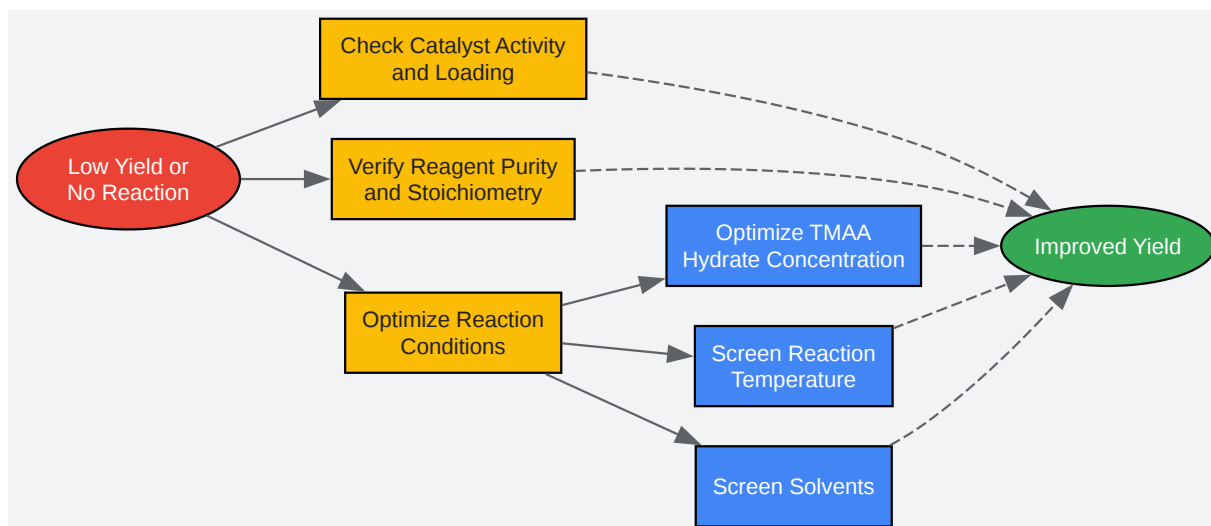 Check Catalyst Activity
and Loading
Low Yield or
No Reaction
Verify Reagent Purity
and Stoichiometry
Optimize TMAA
Hydrate Concentration
Improved Yield
Optimize Reaction
Conditions
Screen Reaction
Temperature
Screen Solvents